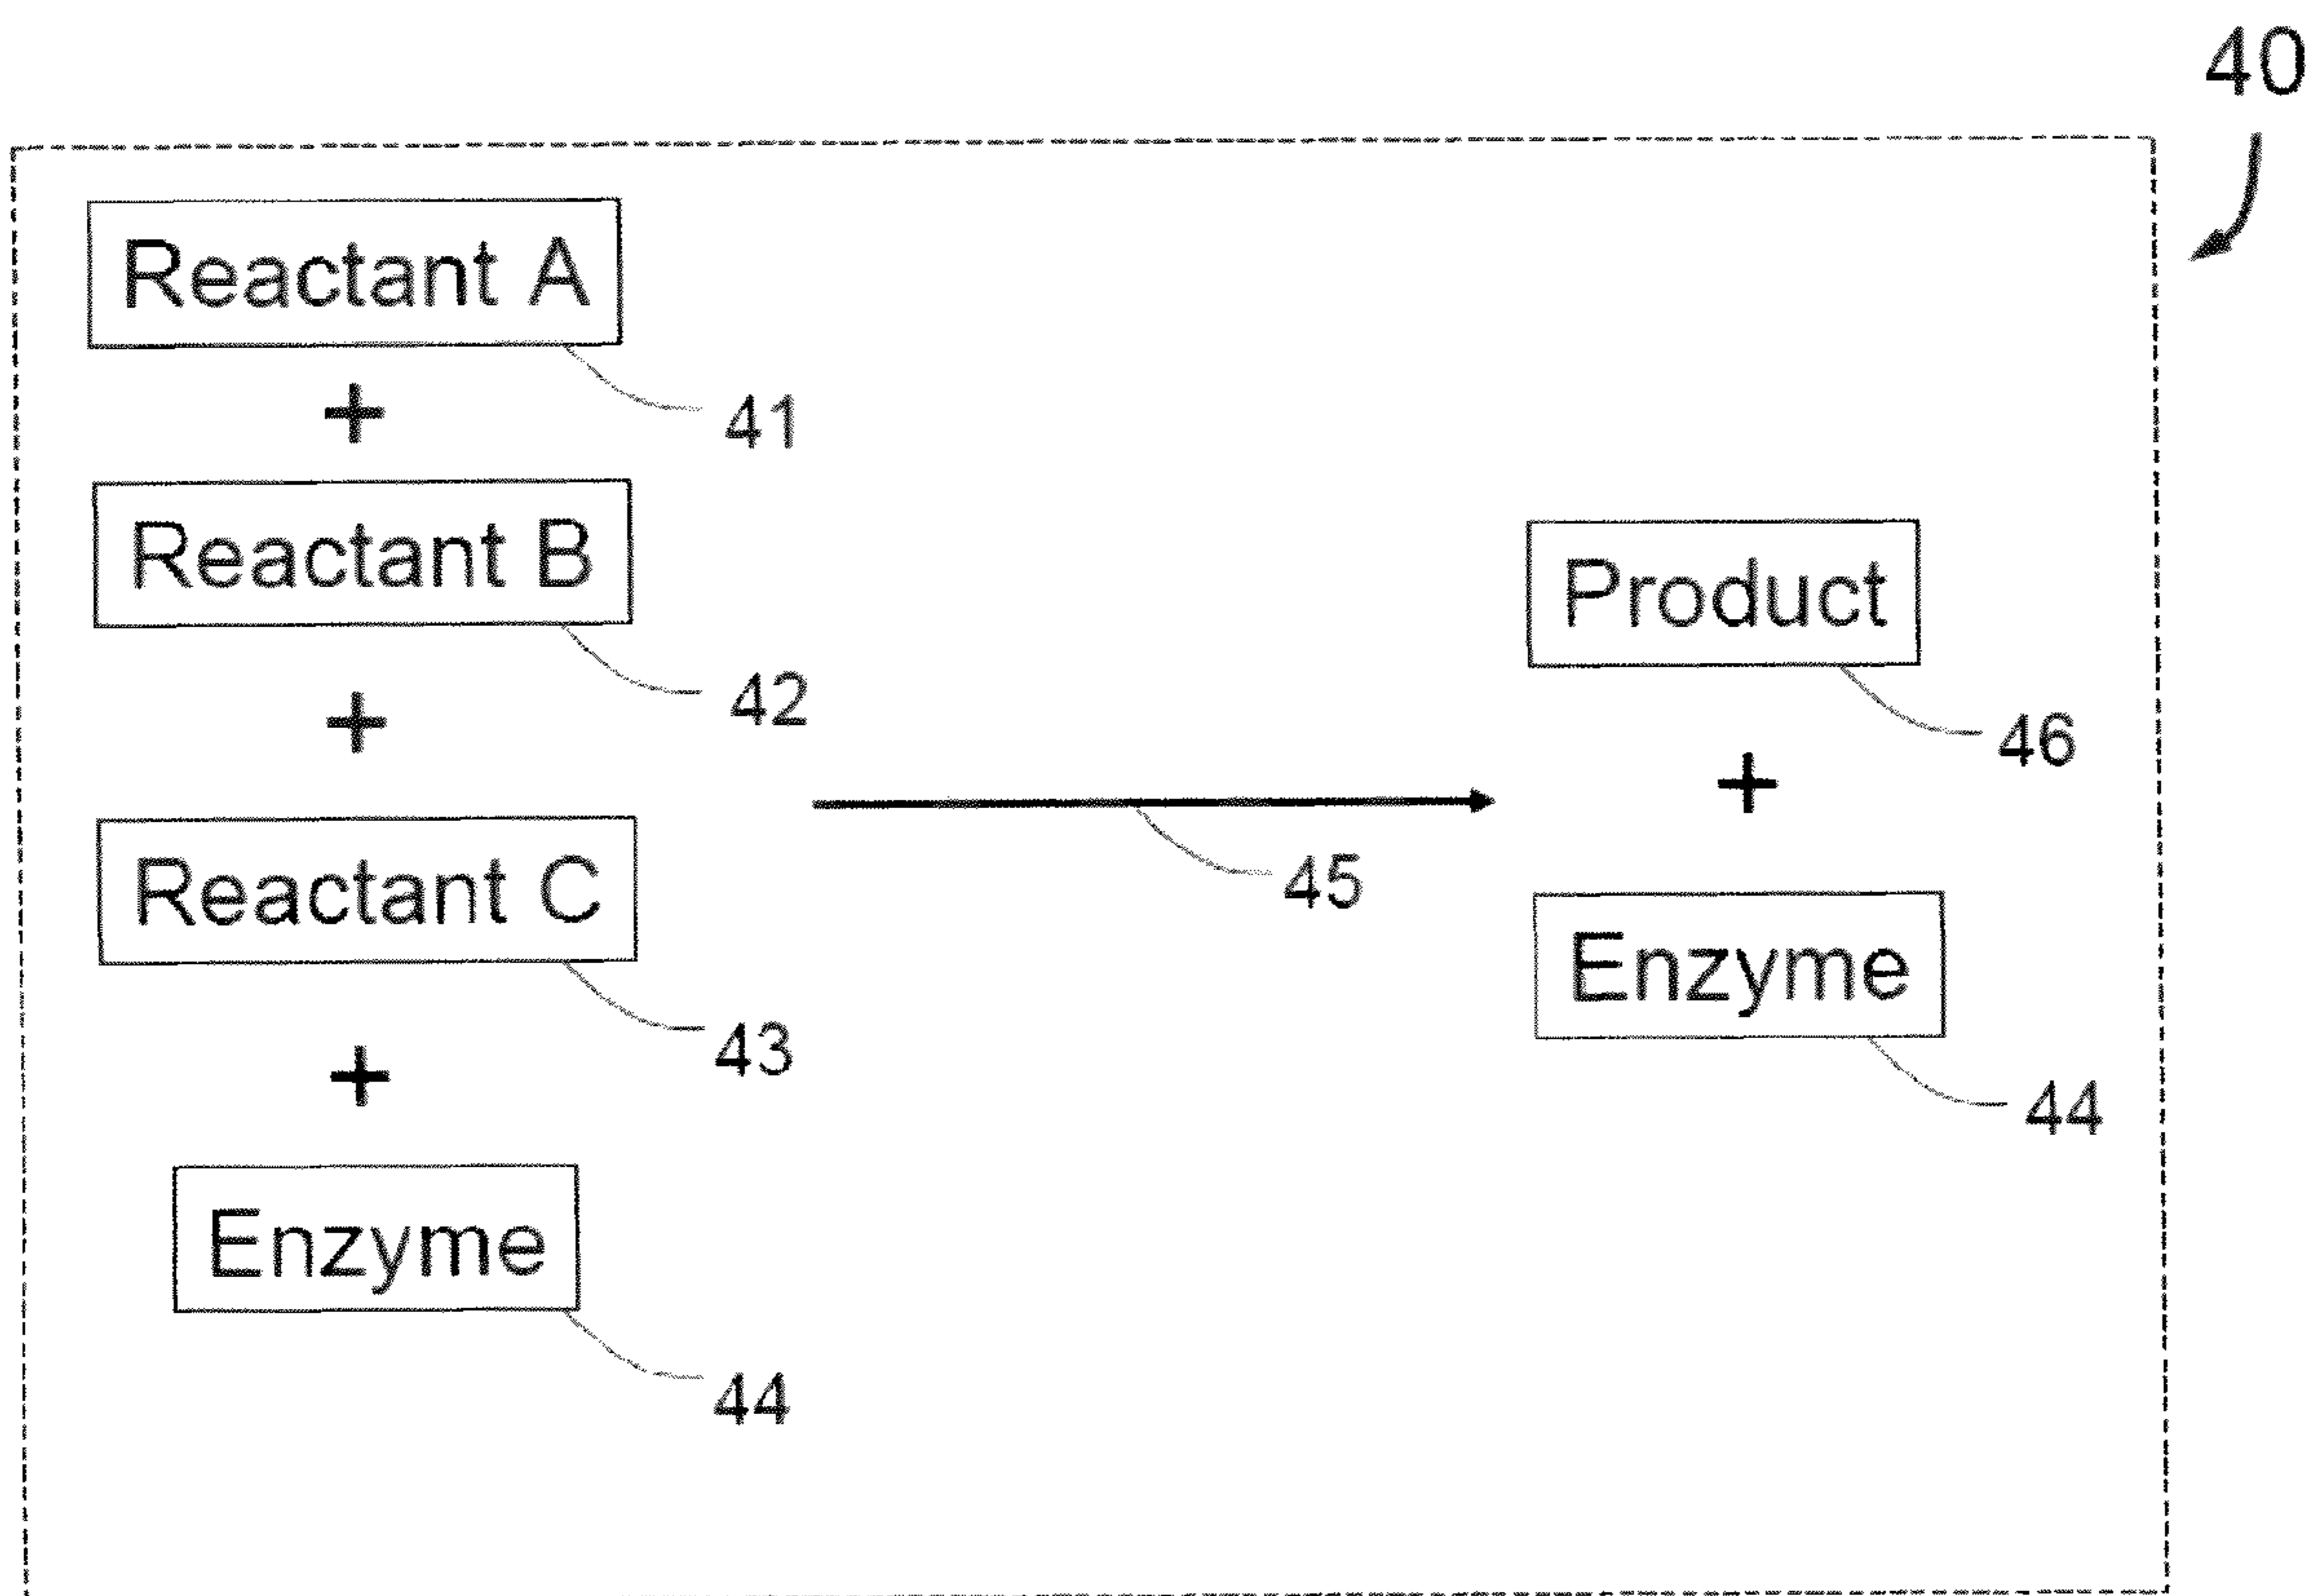 40
Reactant A
41
+
Reactant B
42
+
Reactant C
43
+
Enzyme
44
45
Product
46
+
Enzyme
44